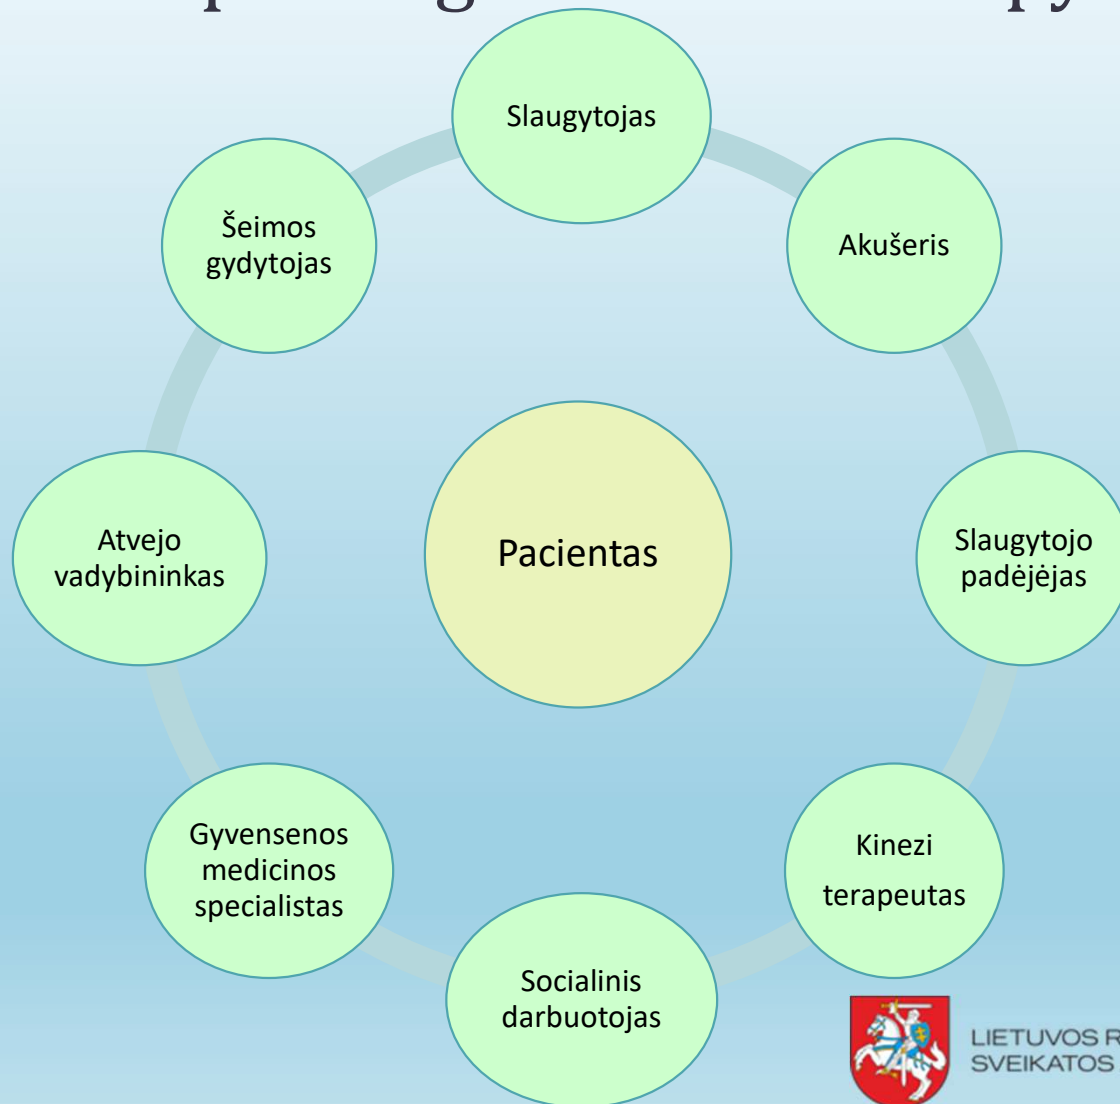 Slaugytojas
Šeimos
gydytojas
Akušeris
Atvejo
vadybininkas
Pacientas
Slaugytojo
padėjėjas
Gyvensenos
medicinos
specialistas
Kinezi
terapeutas
Socialinis
darbuotojas
LIETUVOS R
SVEIKATOS